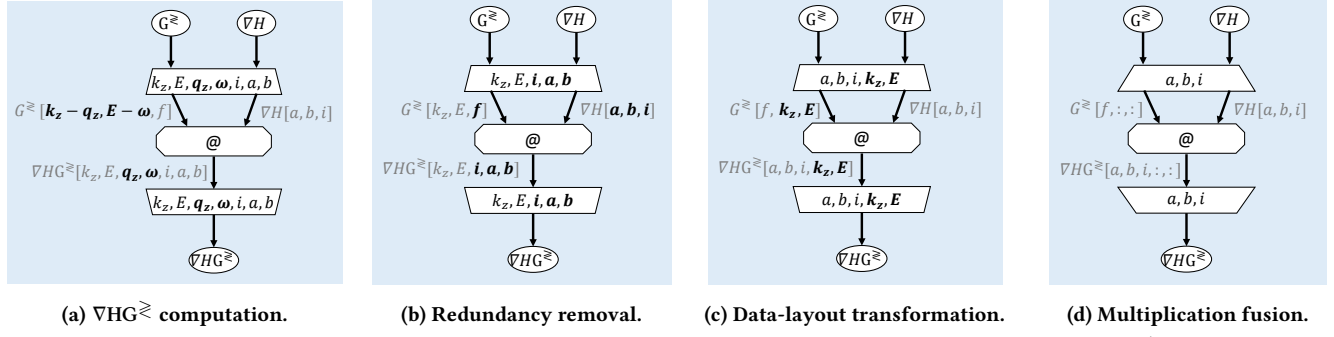 G≷ ∇H
k_z, E, q_z, ω, i, a, b
G≷[k_z − q_z, E − ω, f] ∇H[a, b, i]
@
∇HG≷[k_z, E, q_z, ω, i, a, b]
k_z, E, q_z, ω, i, a, b
∇HG≷
(a) ∇HG≷ computation.
G≷ ∇H
k_z, E, i, a, b
G≷[k_z, E, f] ∇H[a, b, i]
@
∇HG≷[k_z, E, i, a, b]
k_z, E, i, a, b
∇HG≷
(b) Redundancy removal.
G≷ ∇H
a, b, i, k_z, E
G≷[f, k_z, E] ∇H[a, b, i]
@
∇HG≷[a, b, i, k_z, E]
a, b, i, k_z, E
∇HG≷
(c) Data-layout transformation.
G≷ ∇H
a, b, i
G≷[f, :, :] ∇H[a, b, i]
@
∇HG≷[a, b, i, :, :]
a, b, i
∇HG≷
(d) Multiplication fusion.